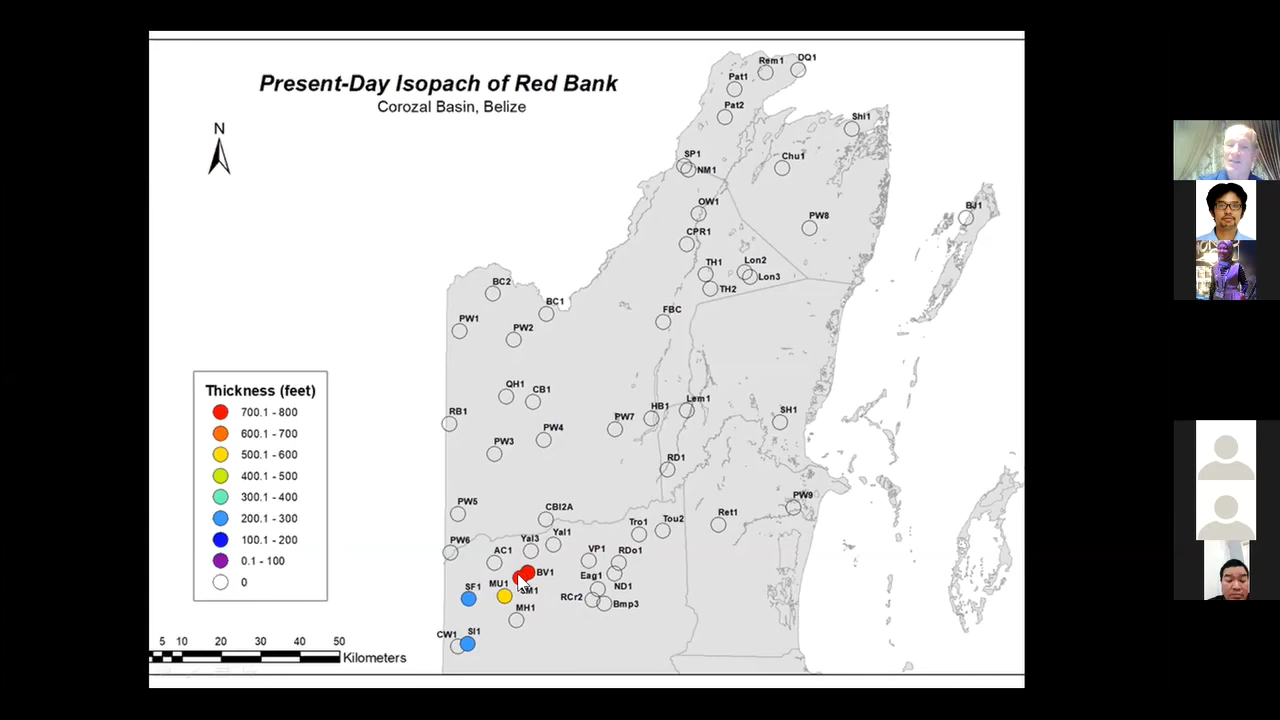 Present-Day Isopach of Red Bank
Corozal Basin, Belize
N
Rem1
DQ1
Pat1
Pat2
Shi1
SP1
NM1
Chu1
OW1
PW8
BJ1
CPR1
TH1
Lon2
Lon3
TH2
BC2
BC1
FBC
PW1
PW2
QH1
CB1
Thickness (feet)
700.1 - 800
600.1 - 700
500.1 - 600
400.1 - 500
300.1 - 400
200.1 - 300
100.1 - 200
0.1 - 100
0
RB1
HB1
Lem1
SH1
PW7
PW3
PW4
RD1
PW5
CBI2A
PW9
Ret1
Tro1
Tou2
PW6
Yal3
Yal1
AC1
VP1
RDo1
BV1
Eag1
ND1
SF1
MU1
RCr2
Bmp3
MH1
CW1
SI1
5 10 20 30 40 50
Kilometers